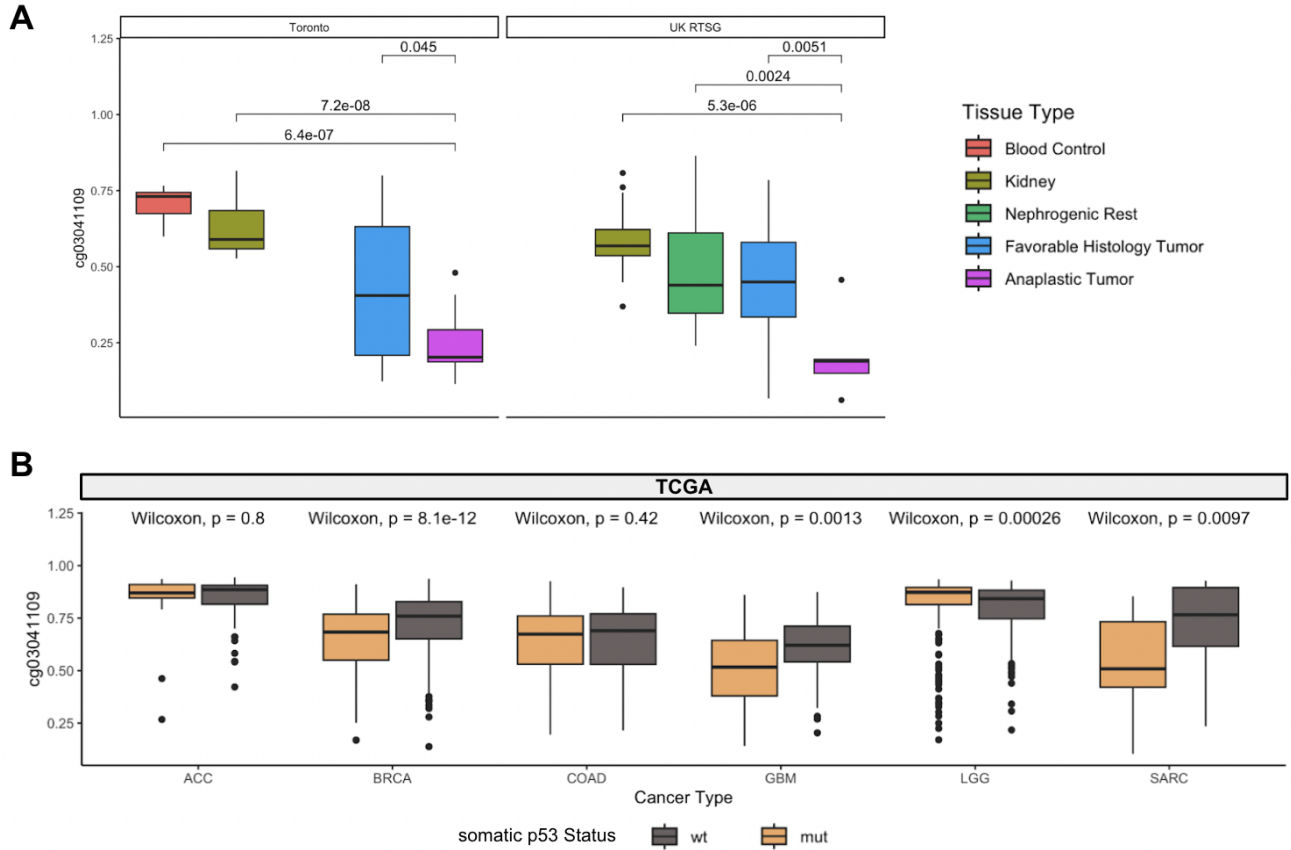 A
Toronto
UK RTSG
1.25
1.00
0.75
0.50
0.25
cg03041109
0.045
7.2e-08
6.4e-07
0.0051
0.0024
5.3e-06
Tissue Type
Blood Control
Kidney
Nephrogenic Rest
Favorable Histology Tumor
Anaplastic Tumor
B
TCGA
1.25
1.00
0.75
0.50
0.25
cg03041109
Wilcoxon, p = 0.8
Wilcoxon, p = 8.1e-12
Wilcoxon, p = 0.42
Wilcoxon, p = 0.0013
Wilcoxon, p = 0.00026
Wilcoxon, p = 0.0097
ACC
BRCA
COAD
GBM
LGG
SARC
Cancer Type
somatic p53 Status
wt
mut